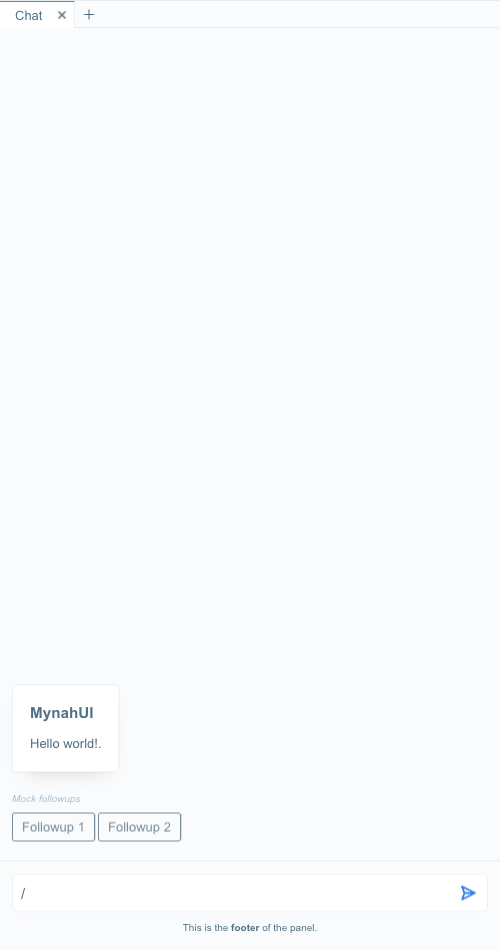 Chat
MynahUI
Hello world!.
Mock followups
Followup 1 Followup 2
/
This is the footer of the panel.